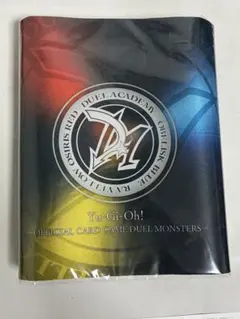 DUEL ACADEMY
OBELISK BLUE
RA YELLOW
OSIRIS RED
DA
Yu-Gi-Oh!
OFFICIAL CARD GAME DUEL MONSTERS